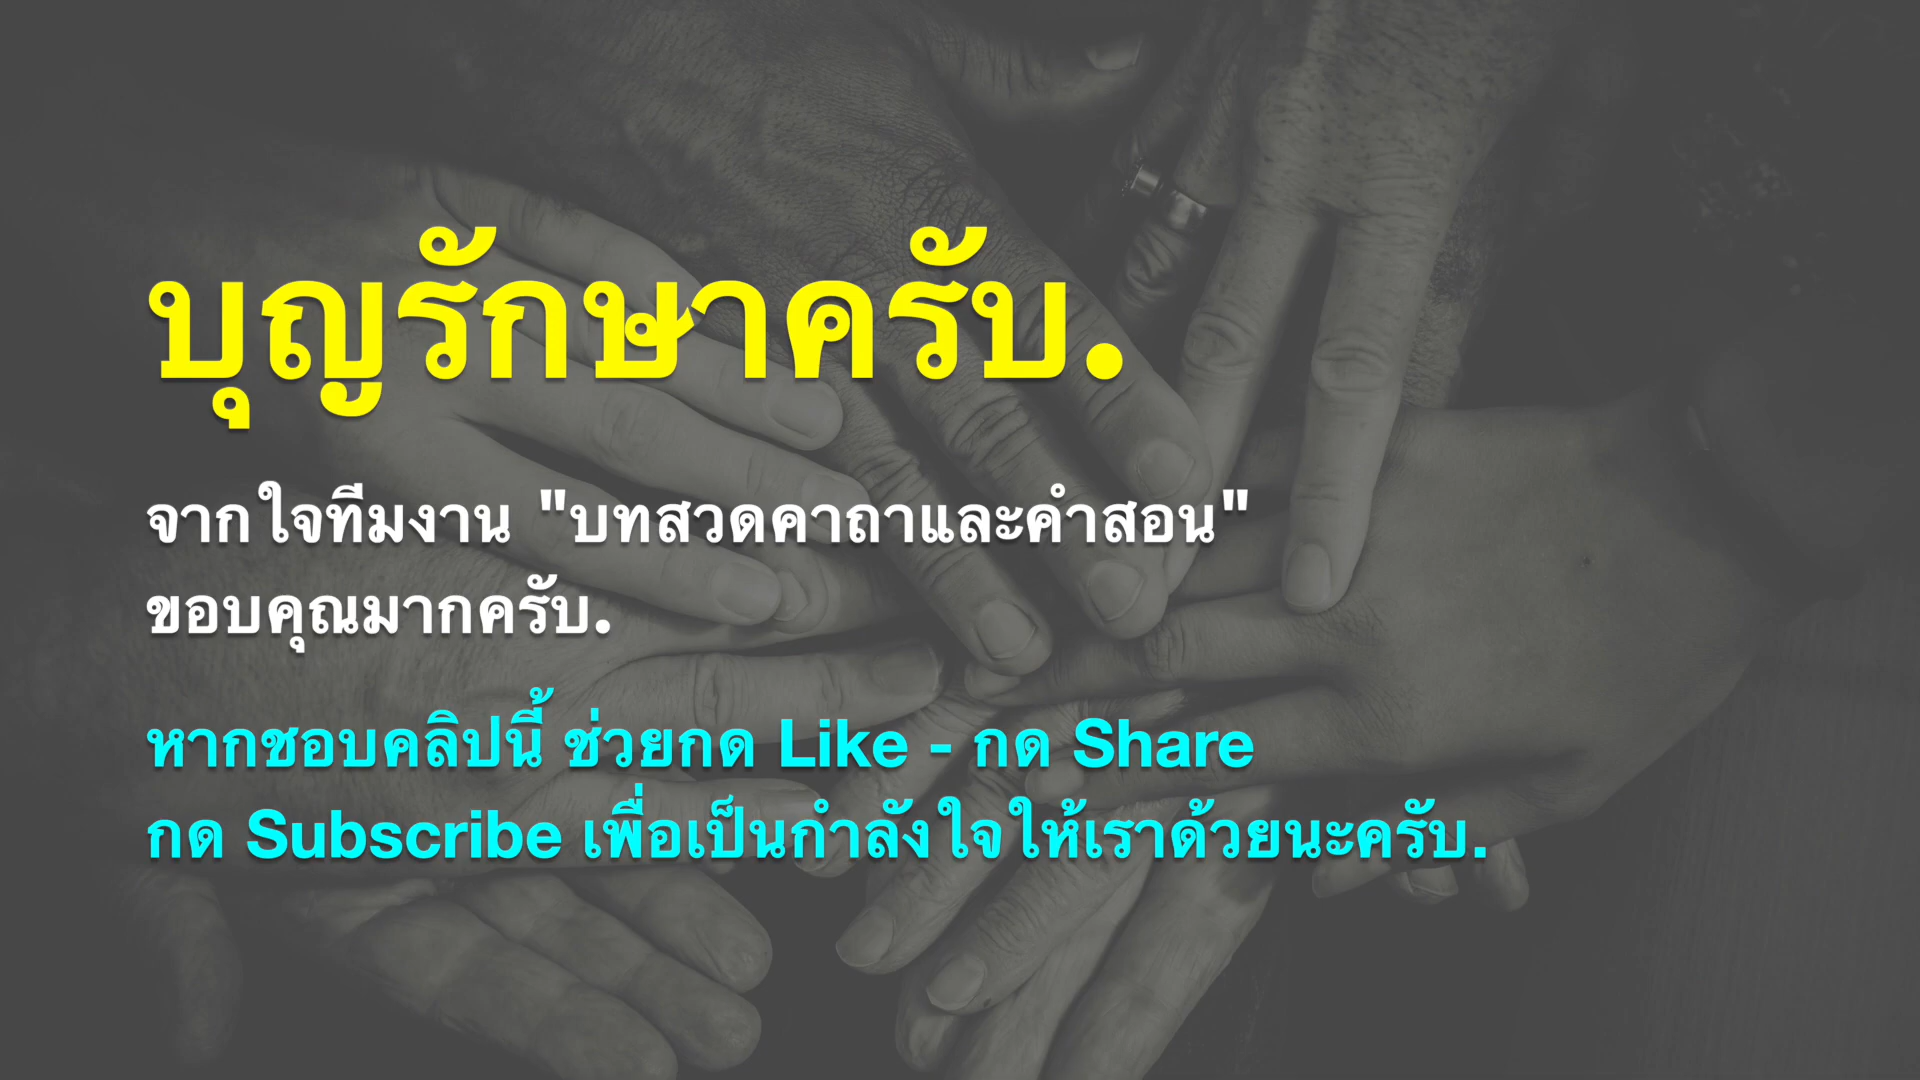 บุญรักษาครับ.
จากใจทีมงาน "บทสวดคาถาและคำสอน"
ขอบคุณมากครับ.
หากชอบคลิปนี้ ช่วยกด Like - กด Share
กด Subscribe เพื่อเป็นกำลังใจให้เราด้วยนะครับ.